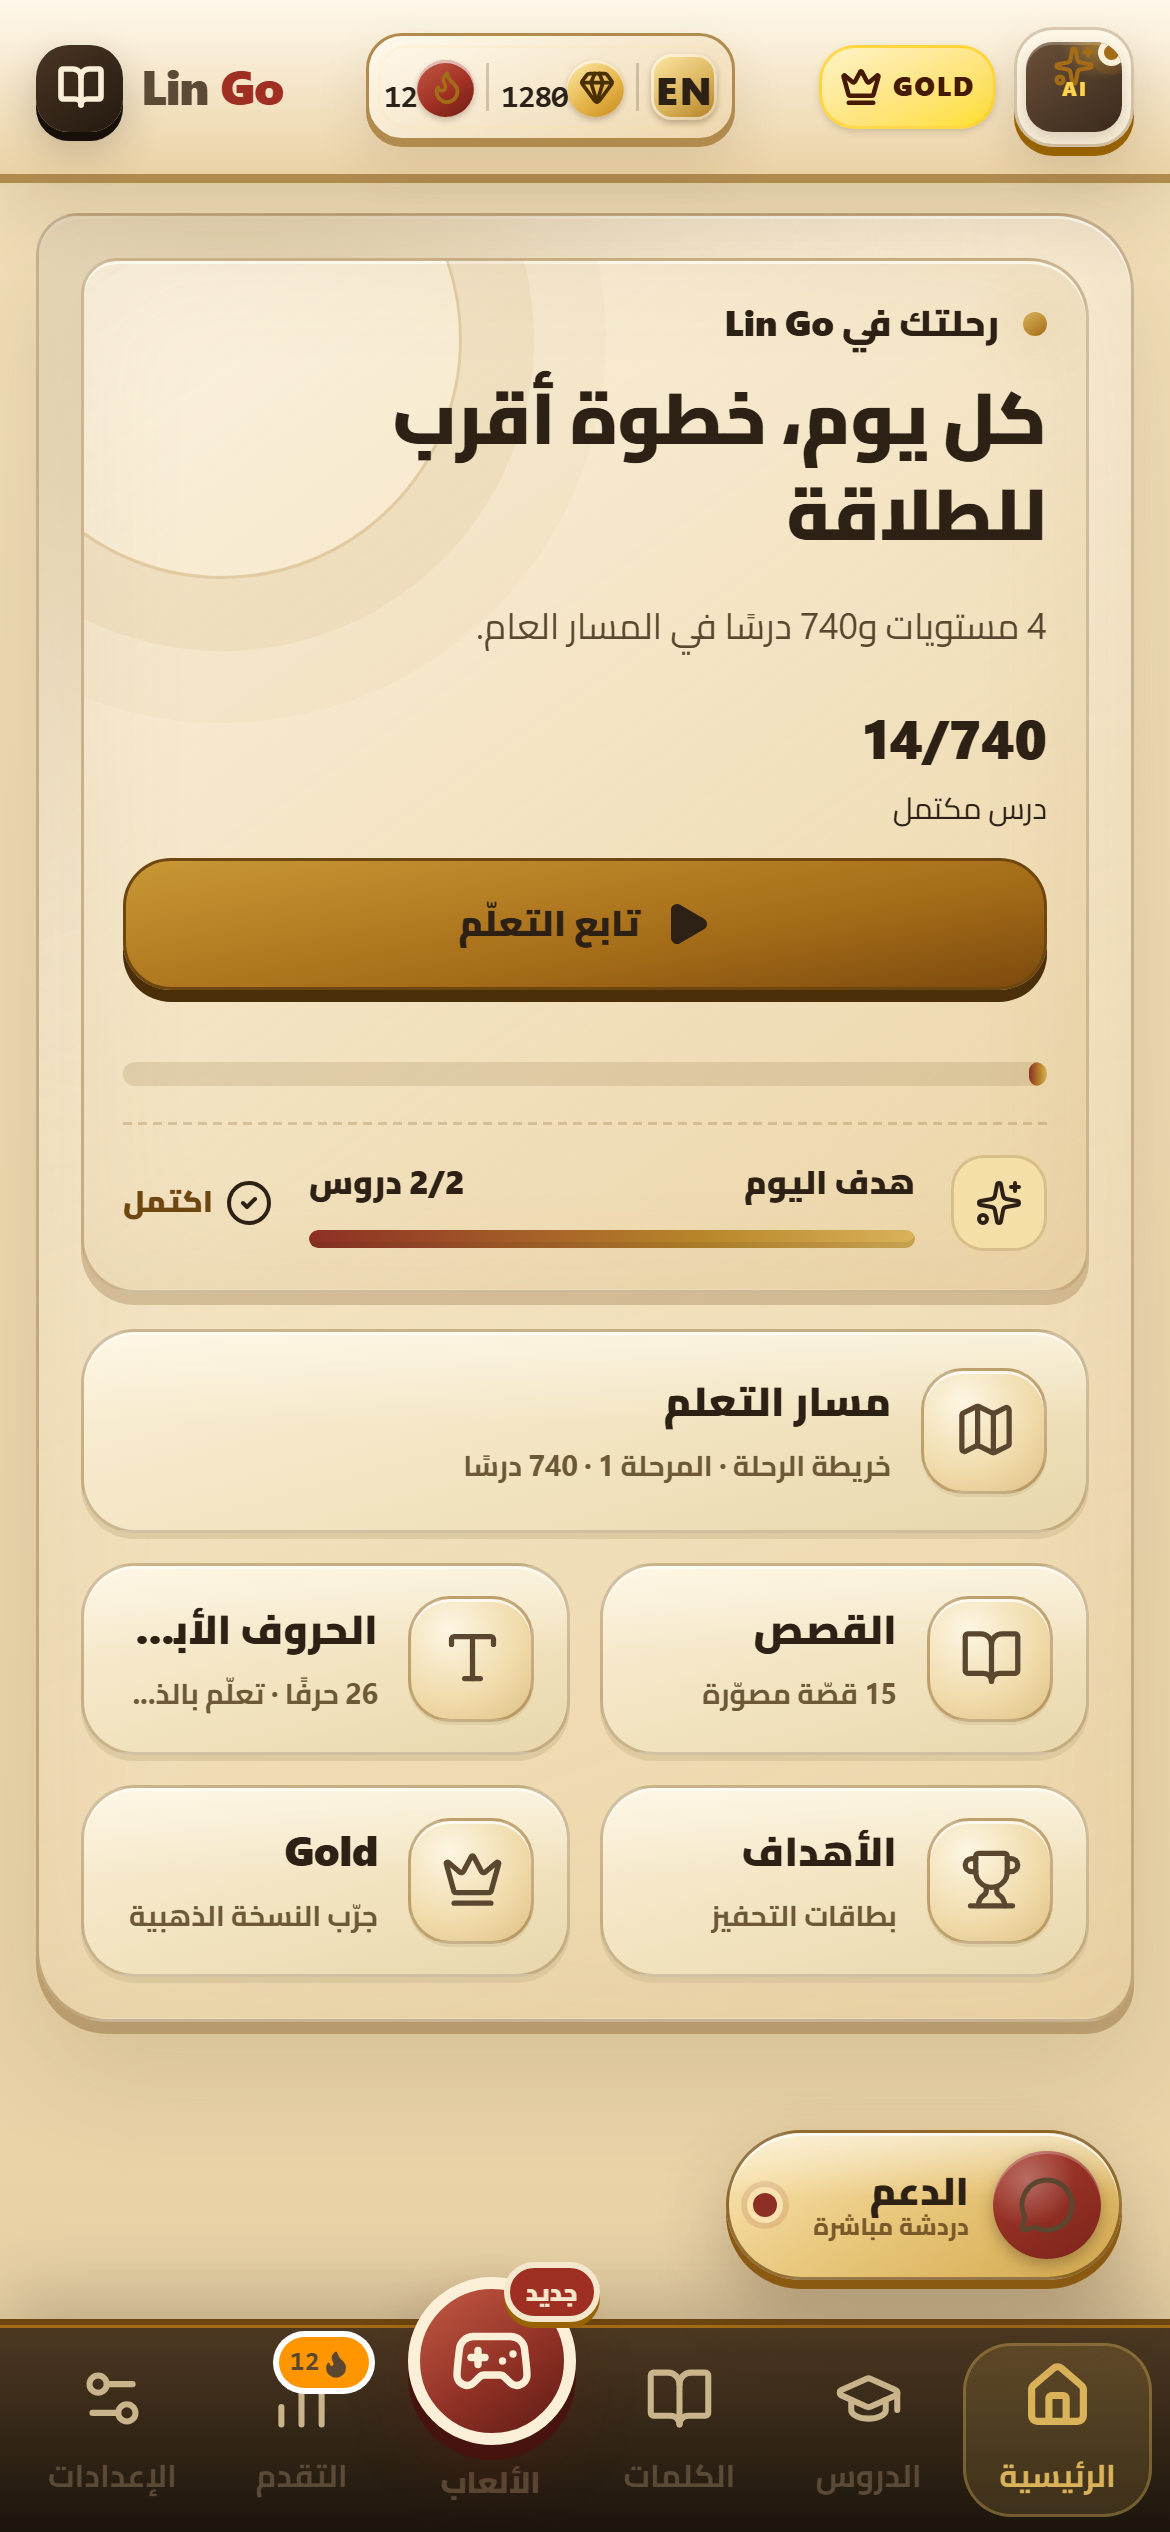 Lin Go
12
1280
EN
GOLD
AI
رحلتك في Lin Go
كل يوم، خطوة أقرب
للطلاقة
4 مستويات و740 درسًا في المسار العام.
14/740
درس مكتمل
تابع التعلّم
هدف اليوم
2/2 دروس
اكتمل
مسار التعلم
خريطة الرحلة · المرحلة 1 · 740 درسًا
القصص
15 قصّة مصوّرة
الحروف الأبـ...
26 حرفًا · تعلّم بالذ...
الأهداف
بطاقات التحفيز
Gold
جرّب النسخة الذهبية
الدعم
دردشة مباشرة
جديد
12
الرئيسية
الدروس
الكلمات
الألعاب
التقدم
الإعدادات